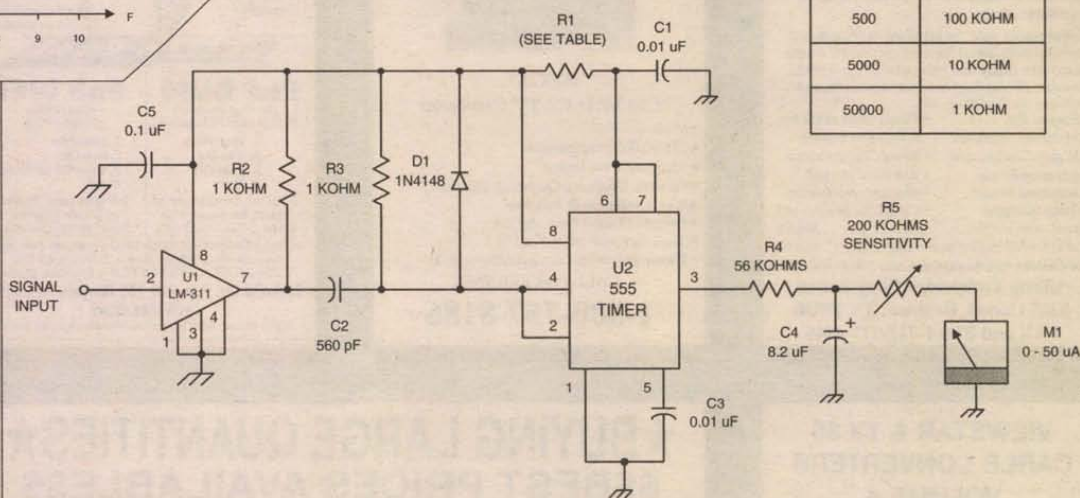 F
9 10
R1
(SEE TABLE)
C1
0.01 uF
500 100 KOHM
5000 10 KOHM
50000 1 KOHM
C5
0.1 uF
R2
1 KOHM
R3
1 KOHM
D1
1N4148
6 7
8
4
2
U2
555
TIMER
3
1 5
SIGNAL
INPUT
2
8
U1
LM-311
7
1 3 4
C2
560 pF
C3
0.01 uF
R4
56 KOHMS
R5
200 KOHMS
SENSITIVITY
C4
8.2 uF
+
M1
0 - 50 uA